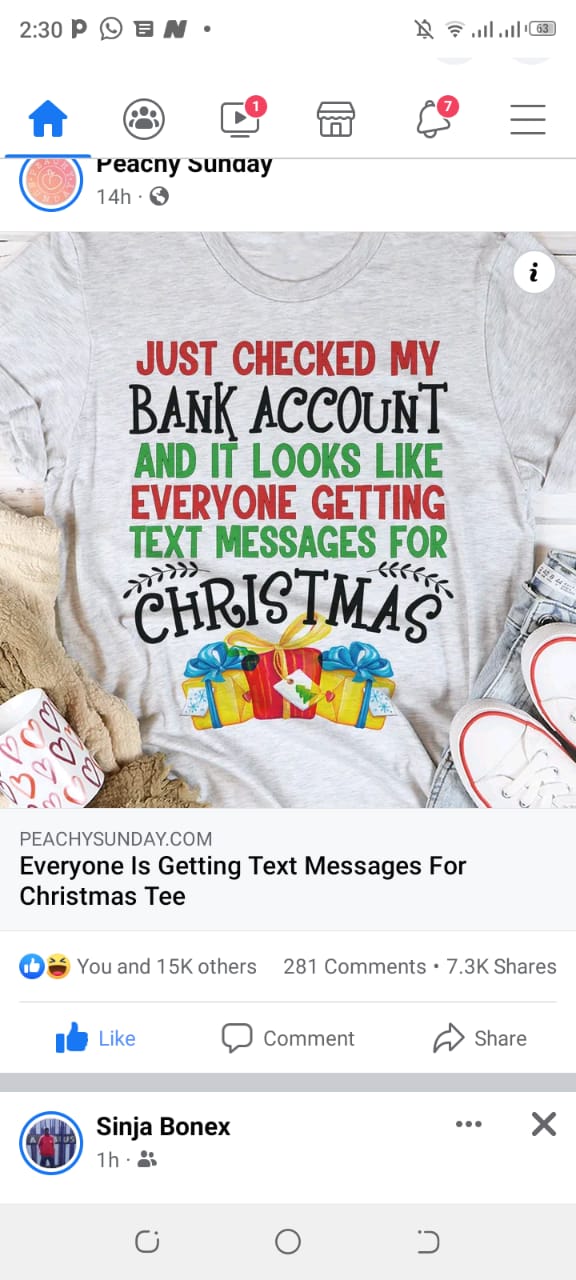 2:30
63
1
7
Peachy Sunday
14h ·
JUST CHECKED MY
BANK ACCOUNT
AND IT LOOKS LIKE
EVERYONE GETTING
TEXT MESSAGES FOR
CHRISTMAS
PEACHYSUNDAY.COM
Everyone Is Getting Text Messages For
Christmas Tee
You and 15K others 281 Comments • 7.3K Shares
Like Comment Share
Sinja Bonex
1h ·